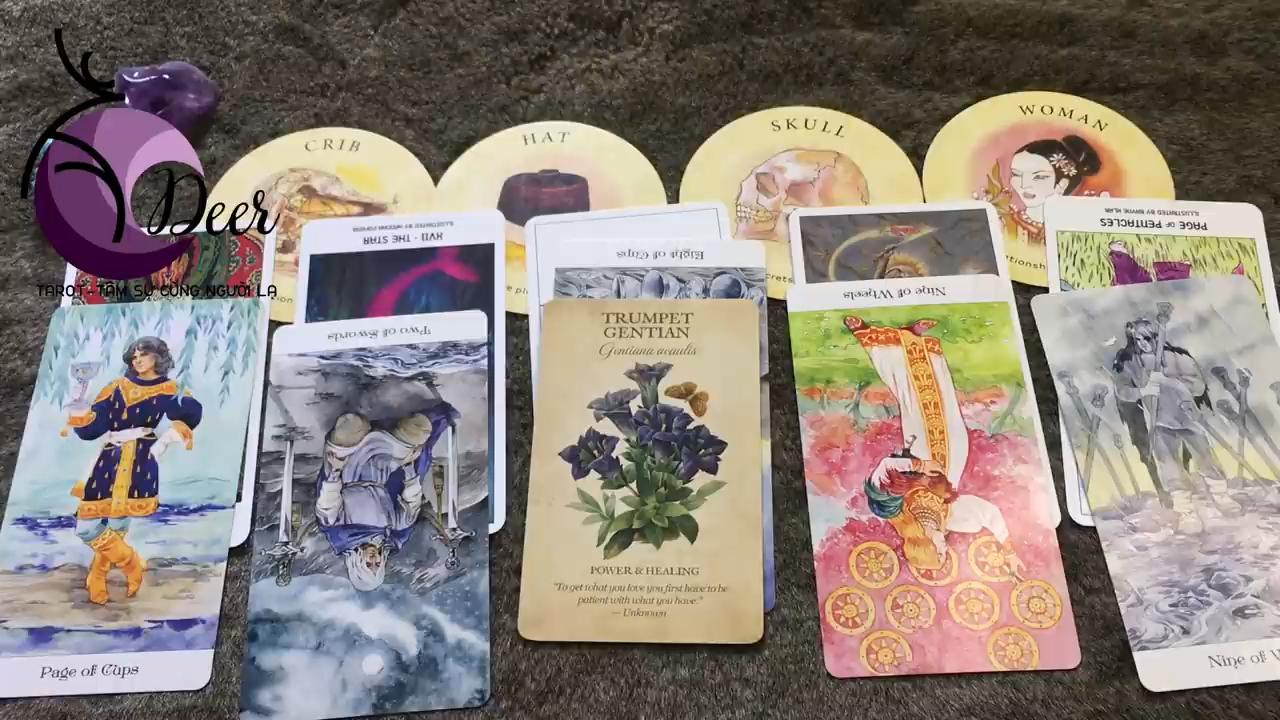 CRIB
HAT
SKULL
WOMAN
Deer
TAROT - TÂM SỰ CÙNG NGƯỜI LẠ
XVII · THE STAR
Eight of Cups
PAGE OF PENTACLES
Nine of Wheels
Two of Swords
TRUMPET
GENTIAN
Gentiana acaulis
POWER & HEALING
"To get what you love you first have to be
patient with what you have."
— Unknown
Page of Cups
Nine of